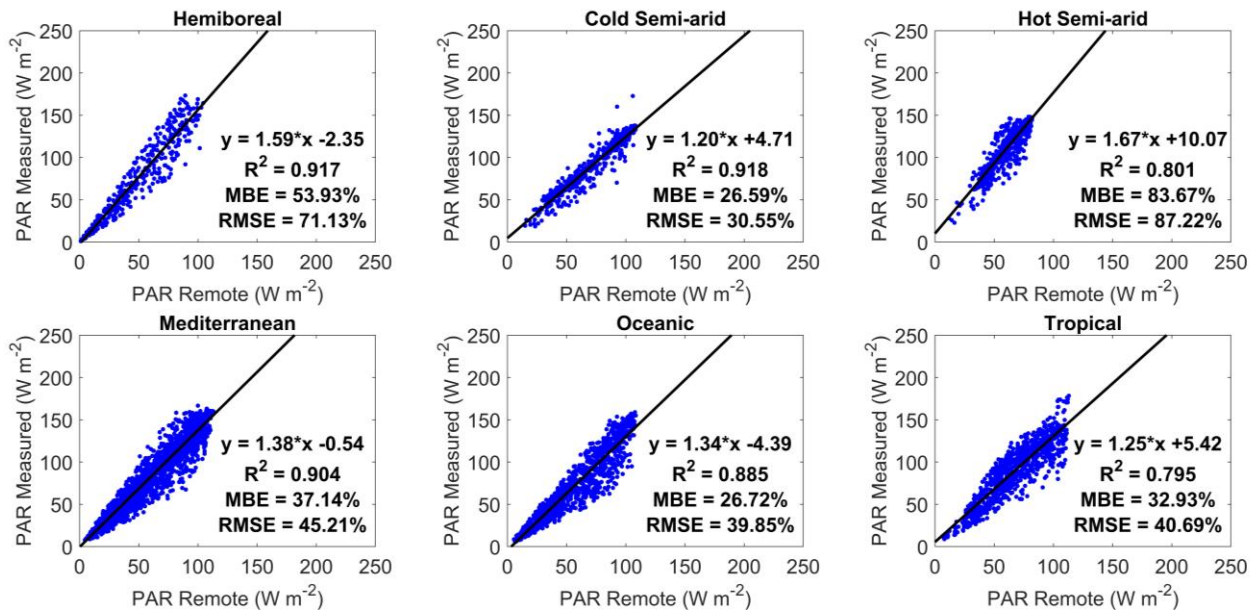 Hemiboreal
250
200
150
100
50
0
PAR Measured (W m⁻²)
y = 1.59*x -2.35
R² = 0.917
MBE = 53.93%
RMSE = 71.13%
0 50 100 150 200 250
PAR Remote (W m⁻²)
Cold Semi-arid
250
200
150
100
50
0
PAR Measured (W m⁻²)
y = 1.20*x +4.71
R² = 0.918
MBE = 26.59%
RMSE = 30.55%
0 50 100 150 200 250
PAR Remote (W m⁻²)
Hot Semi-arid
250
200
150
100
50
0
PAR Measured (W m⁻²)
y = 1.67*x +10.07
R² = 0.801
MBE = 83.67%
RMSE = 87.22%
0 50 100 150 200 250
PAR Remote (W m⁻²)
Mediterranean
250
200
150
100
50
0
PAR Measured (W m⁻²)
y = 1.38*x -0.54
R² = 0.904
MBE = 37.14%
RMSE = 45.21%
0 50 100 150 200 250
PAR Remote (W m⁻²)
Oceanic
250
200
150
100
50
0
PAR Measured (W m⁻²)
y = 1.34*x -4.39
R² = 0.885
MBE = 26.72%
RMSE = 39.85%
0 50 100 150 200 250
PAR Remote (W m⁻²)
Tropical
250
200
150
100
50
0
PAR Measured (W m⁻²)
y = 1.25*x +5.42
R² = 0.795
MBE = 32.93%
RMSE = 40.69%
0 50 100 150 200 250
PAR Remote (W m⁻²)